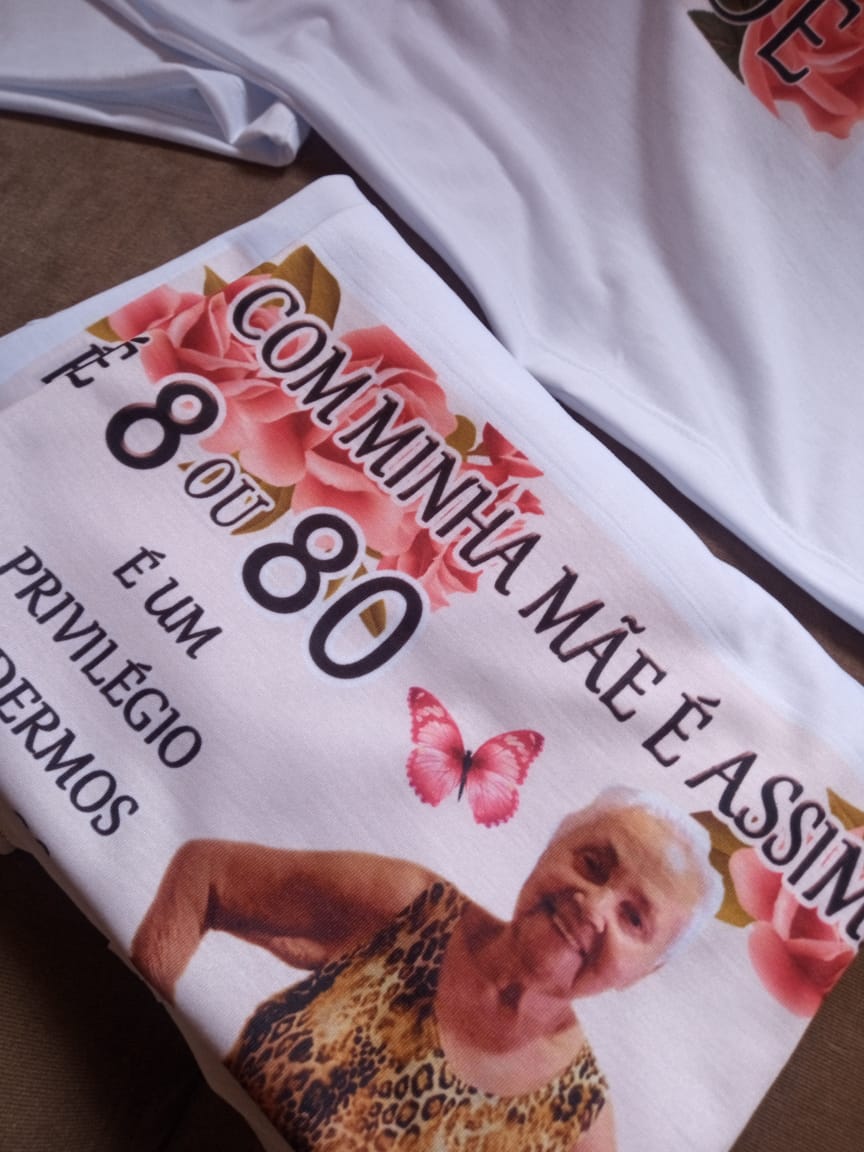 COM MINHA MÃE É ASSIM
É 8 OU 80
É UM
PRIVILÉGIO
DERMOS